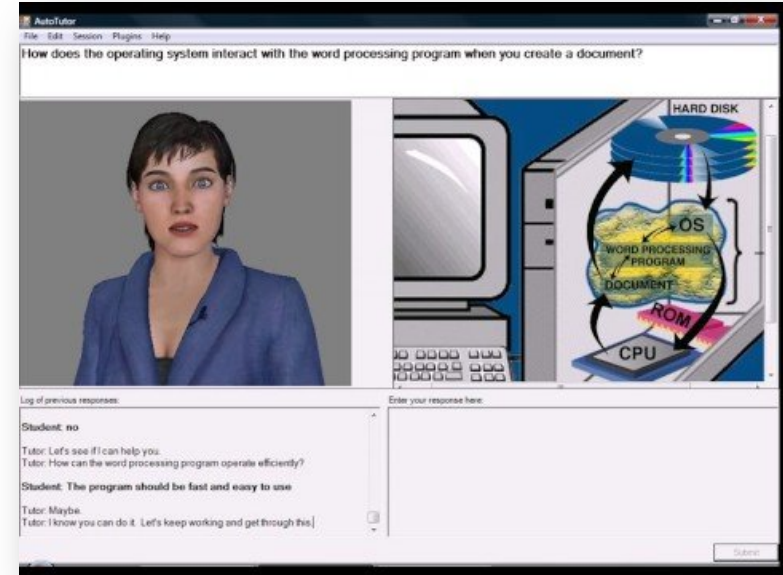 AutoTutor
File Edit Session Plugins Help
How does the operating system interact with the word processing program when you create a document?
HARD DISK
OS
WORD PROCESSING
PROGRAM
DOCUMENT
ROM
CPU
Log of previous responses:
Student: no
Tutor: Let's see if I can help you.
Tutor: How can the word processing program operate efficiently?
Student: The program should be fast and easy to use
Tutor: Maybe.
Tutor: I know you can do it. Let's keep working and get through this.
Enter your response here:
Submit